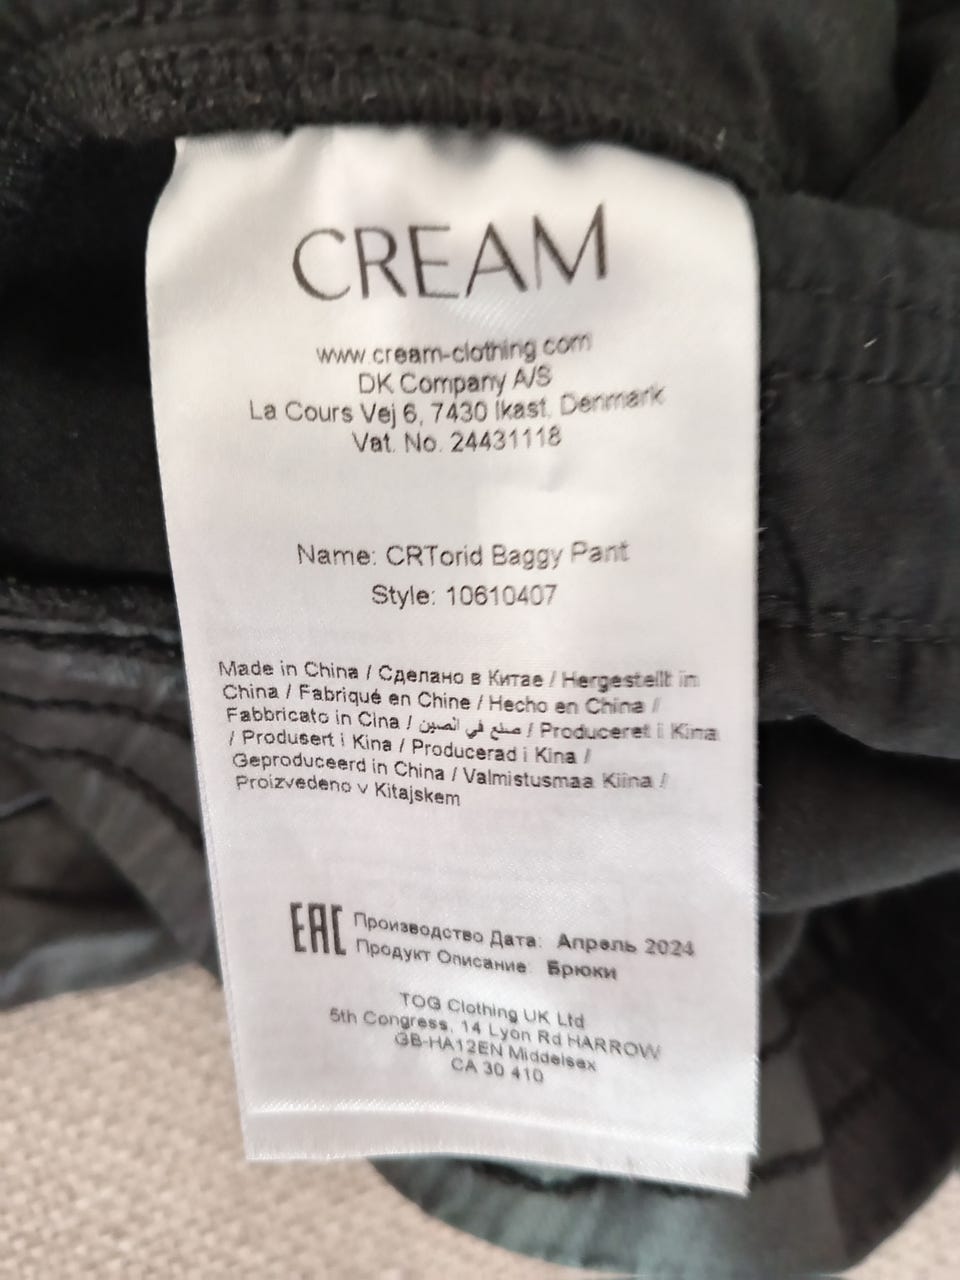 CREAM
www.cream-clothing.com
DK Company A/S
La Cours Vej 6, 7430 Ikast, Denmark
Vat. No. 24431118
Name: CRTorid Baggy Pant
Style: 10610407
Made in China / Сделано в Китае / Hergestellt in
China / Fabriqué en Chine / Hecho en China /
Fabbricato in Cina / صنع في الصين / Produceret i Kina
/ Produsert i Kina / Producerad i Kina /
Geproduceerd in China / Valmistusmaa Kiina /
Proizvedeno v Kitajskem
EAC Производство Дата: Апрель 2024
Продукт Описание: Брюки
TOG Clothing UK Ltd
5th Congress, 14 Lyon Rd HARROW
GB-HA12EN Middelsex
CA 30 410